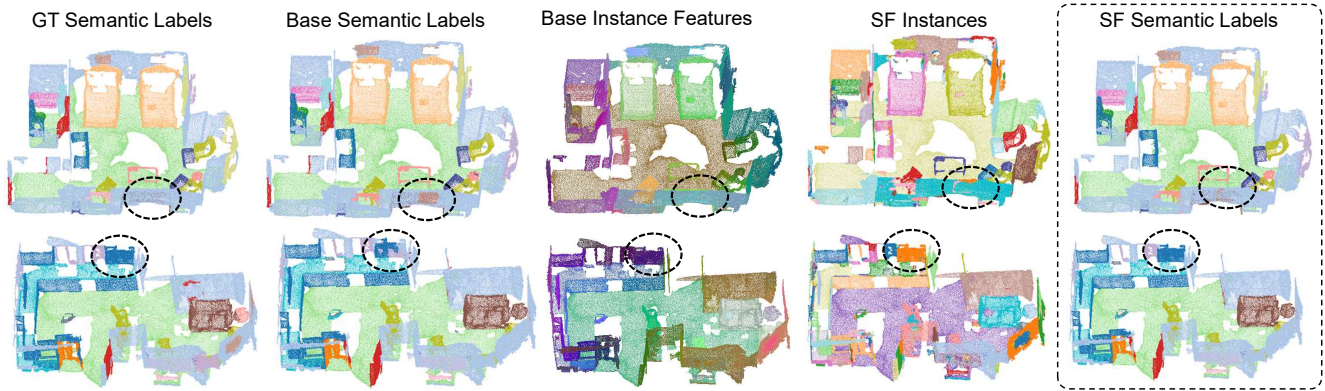 GT Semantic Labels
Base Semantic Labels
Base Instance Features
SF Instances
SF Semantic Labels